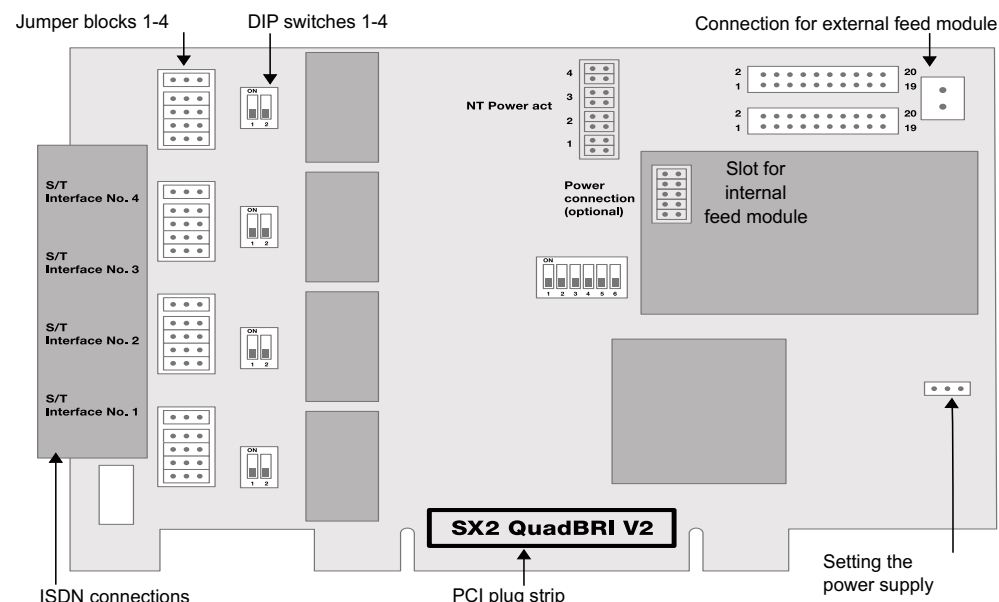 Jumper blocks 1-4
DIP switches 1-4
Connection for external feed module
ON
1 2
NT Power act
4
3
2
1
2 20
1 19
2 20
1 19
S/T
Interface No. 4
ON
1 2
Power
connection
(optional)
Slot for
internal
feed module
S/T
Interface No. 3
ON
1 2 3 4 5 6
S/T
Interface No. 2
ON
1 2
S/T
Interface No. 1
ON
1 2
SX2 QuadBRI V2
Setting the
power supply
ISDN connections
PCI plug strip